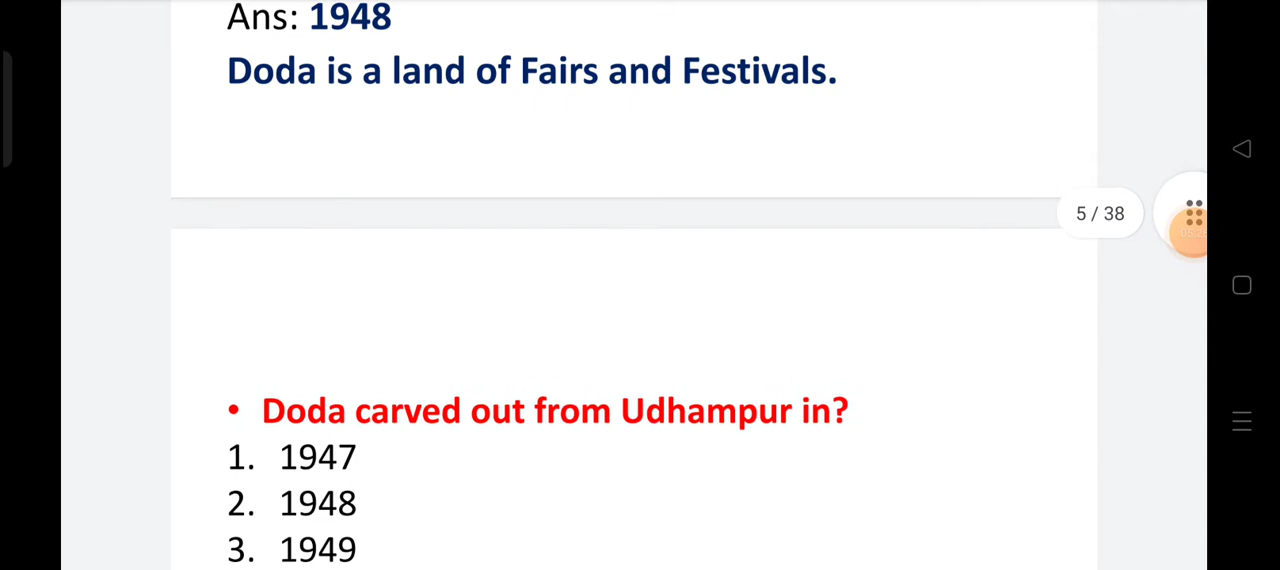 Ans: 1948
Doda is a land of Fairs and Festivals.
5 / 38
• Doda carved out from Udhampur in?
1. 1947
2. 1948
3. 1949